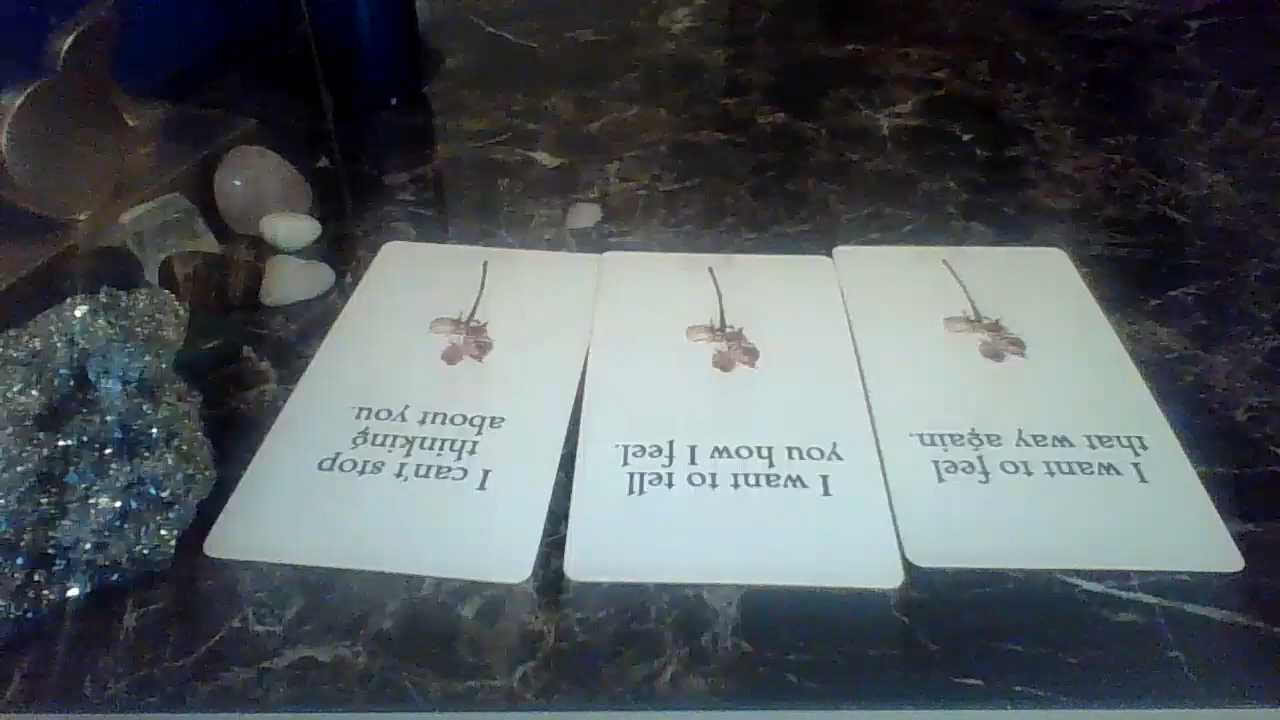 I want to feel
that way again.
I want to tell
you how I feel.
I can't stop
thinking
about you.